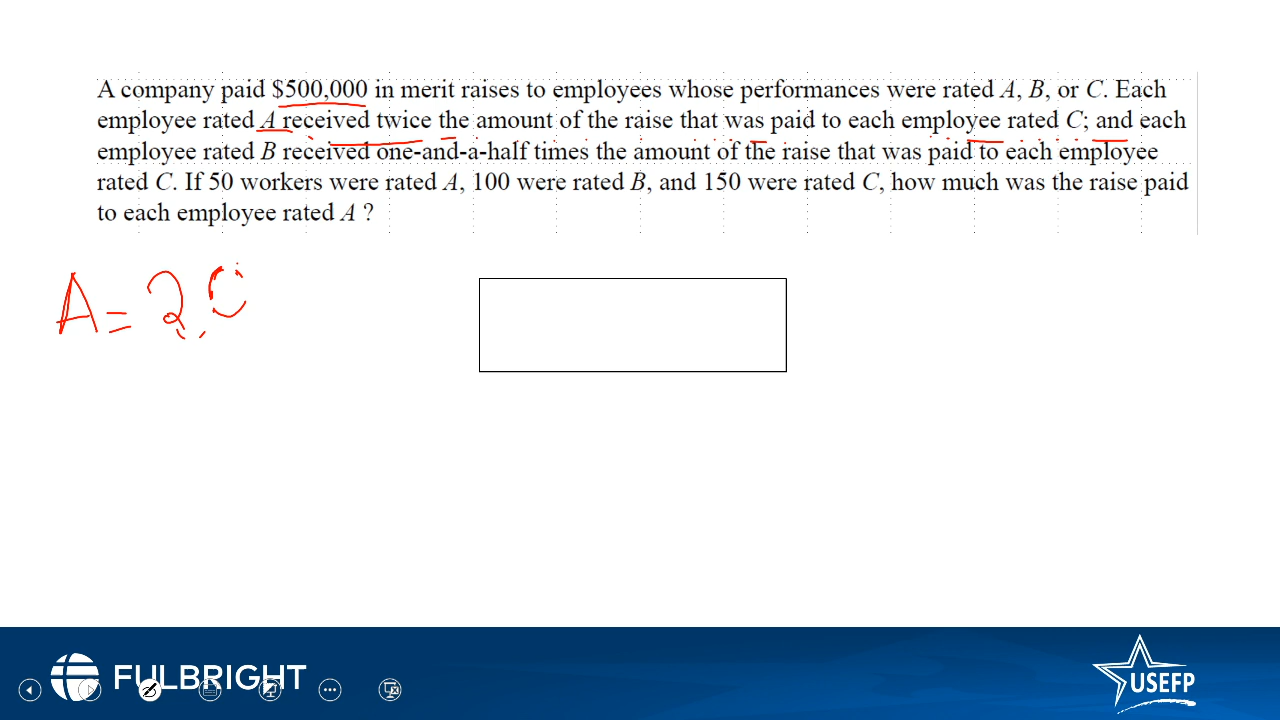 A company paid $500,000 in merit raises to employees whose performances were rated A, B, or C. Each
employee rated A received twice the amount of the raise that was paid to each employee rated C; and each
employee rated B received one-and-a-half times the amount of the raise that was paid to each employee
rated C. If 50 workers were rated A, 100 were rated B, and 150 were rated C, how much was the raise paid
to each employee rated A ?
A = 2C
FULBRIGHT
USEFP